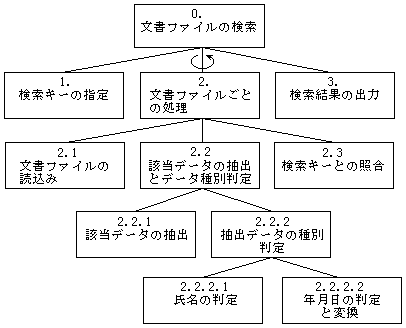 0.
文書ファイルの検索
1.
検索キーの指定
2.
文書ファイルごと
の処理
3.
検索結果の出力
2.1
文書ファイルの
読込み
2.2
該当データの抽出
とデータ種別判定
2.3
検索キーとの照合
2.2.1
該当データの抽出
2.2.2
抽出データの種別
判定
2.2.2.1
氏名の判定
2.2.2.2
年月日の判定
と変換